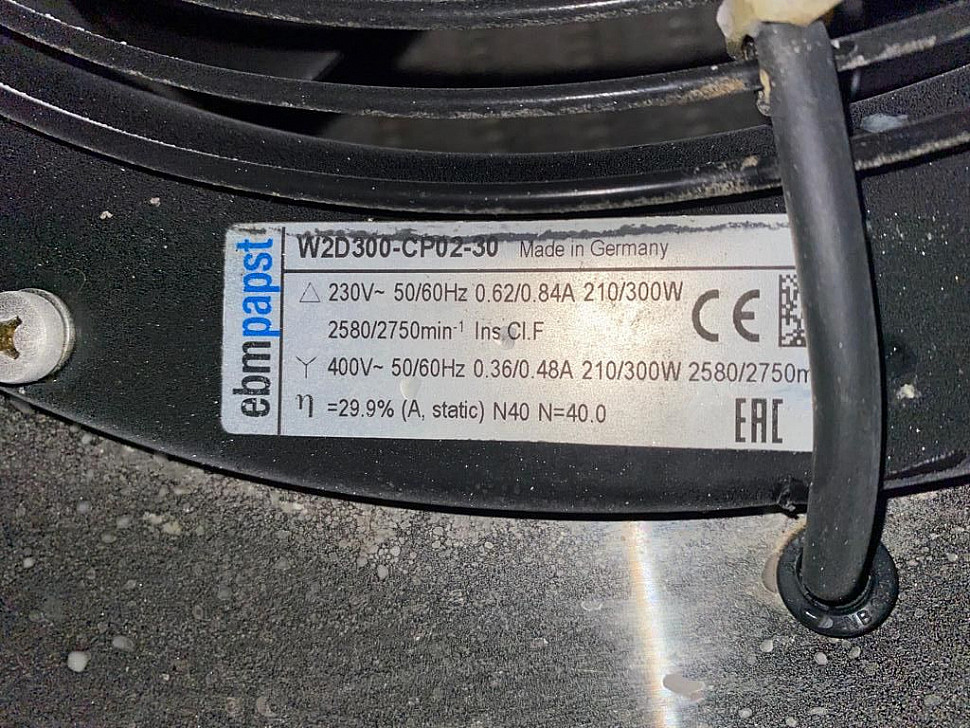 ebmpapst
W2D300-CP02-30 Made in Germany
△ 230V~ 50/60Hz 0.62/0.84A 210/300W
2580/2750min⁻¹ Ins.Cl.F
CE
Y 400V~ 50/60Hz 0.36/0.48A 210/300W 2580/2750m
η =29.9% (A, static) N40 N=40.0
EAC